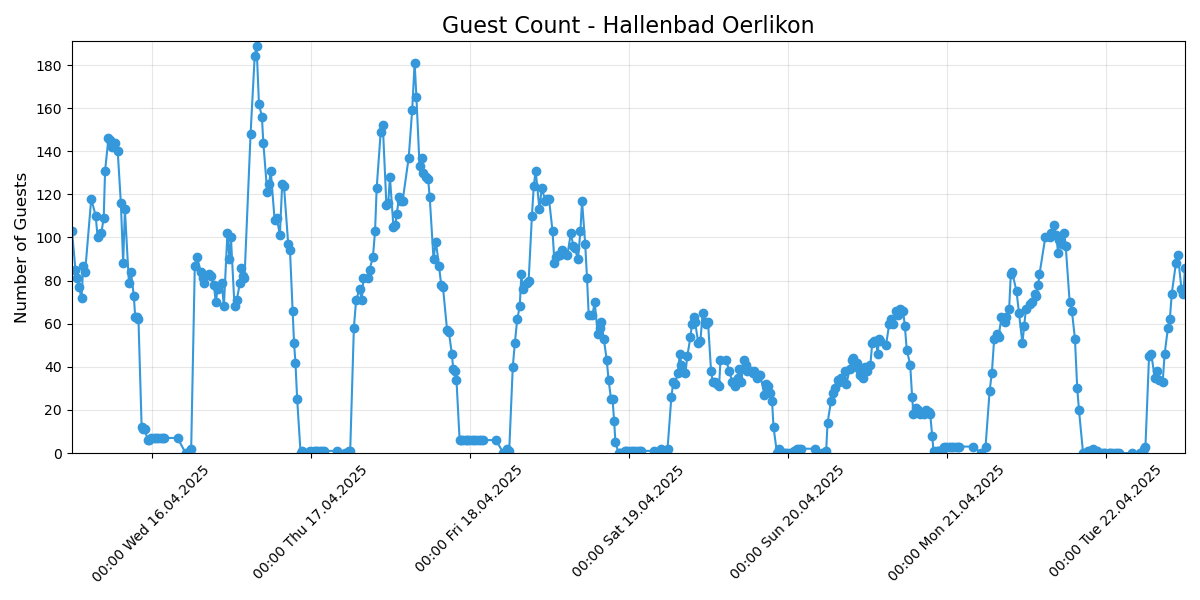 Guest Count - Hallenbad Oerlikon
Number of Guests
180
160
140
120
100
80
60
40
20
0
00:00 Wed 16.04.2025
00:00 Thu 17.04.2025
00:00 Fri 18.04.2025
00:00 Sat 19.04.2025
00:00 Sun 20.04.2025
00:00 Mon 21.04.2025
00:00 Tue 22.04.2025